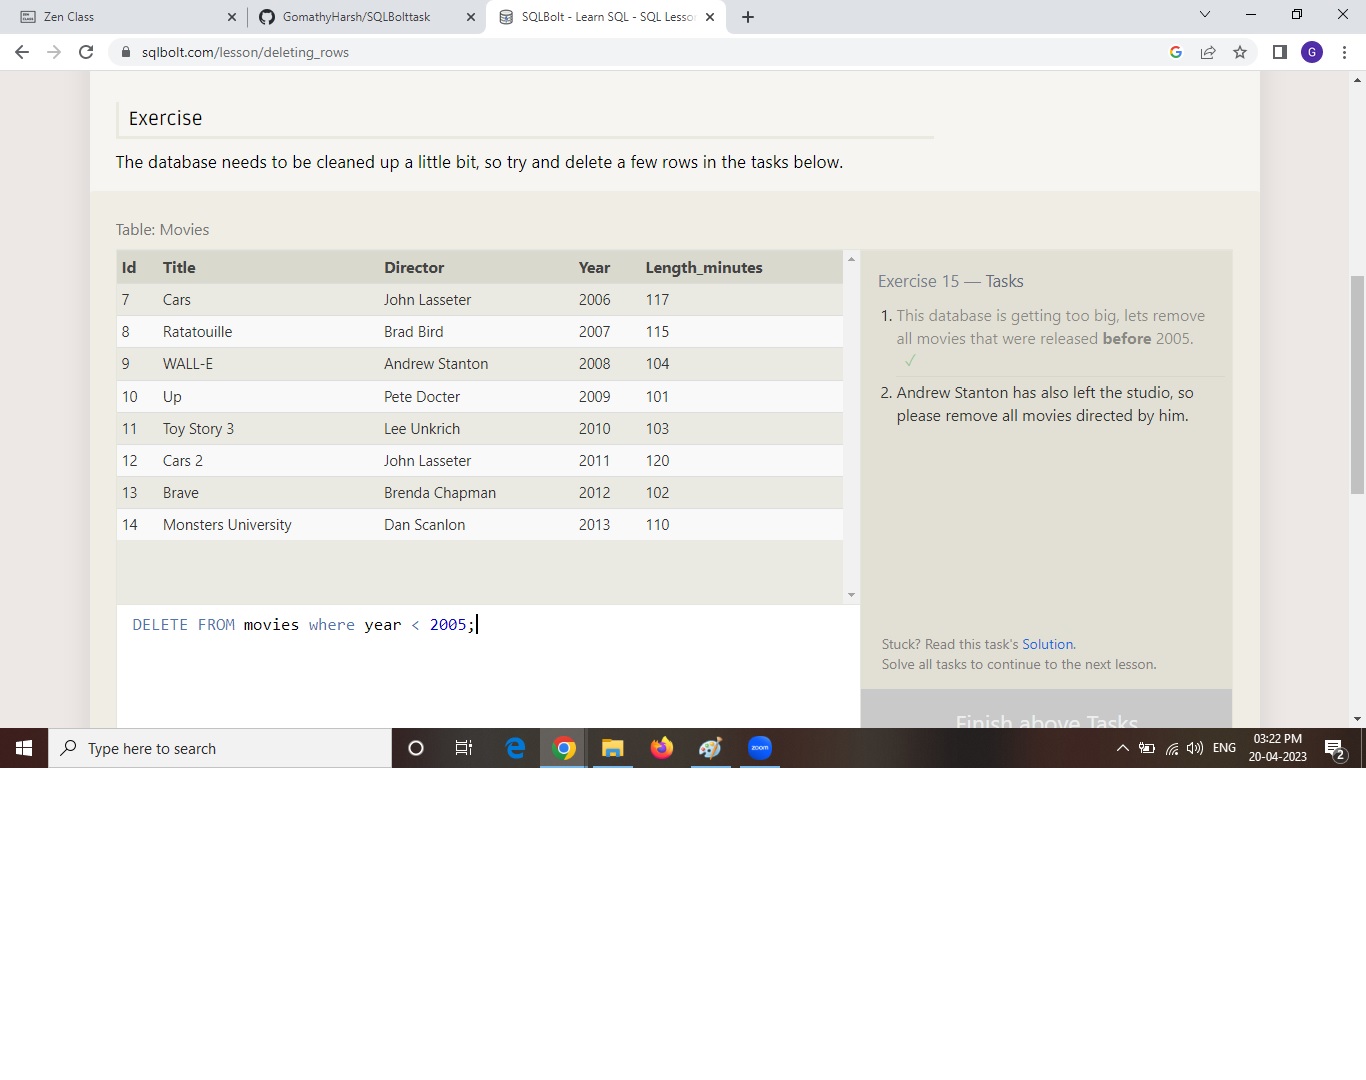 Zen Class
GomathyHarsh/SQLBolttask
SQLBolt - Learn SQL - SQL Lesso
sqlbolt.com/lesson/deleting_rows
G
Exercise
The database needs to be cleaned up a little bit, so try and delete a few rows in the tasks below.
Table: Movies
Id Title Director Year Length_minutes
7 Cars John Lasseter 2006 117
8 Ratatouille Brad Bird 2007 115
9 WALL-E Andrew Stanton 2008 104
10 Up Pete Docter 2009 101
11 Toy Story 3 Lee Unkrich 2010 103
12 Cars 2 John Lasseter 2011 120
13 Brave Brenda Chapman 2012 102
14 Monsters University Dan Scanlon 2013 110
DELETE FROM movies where year < 2005;
Exercise 15 — Tasks
1. This database is getting too big, lets remove
all movies that were released before 2005.
✓
2. Andrew Stanton has also left the studio, so
please remove all movies directed by him.
Stuck? Read this task's Solution.
Solve all tasks to continue to the next lesson.
Finish above Tasks
Type here to search
zoom
ENG
03:22 PM
20-04-2023
2